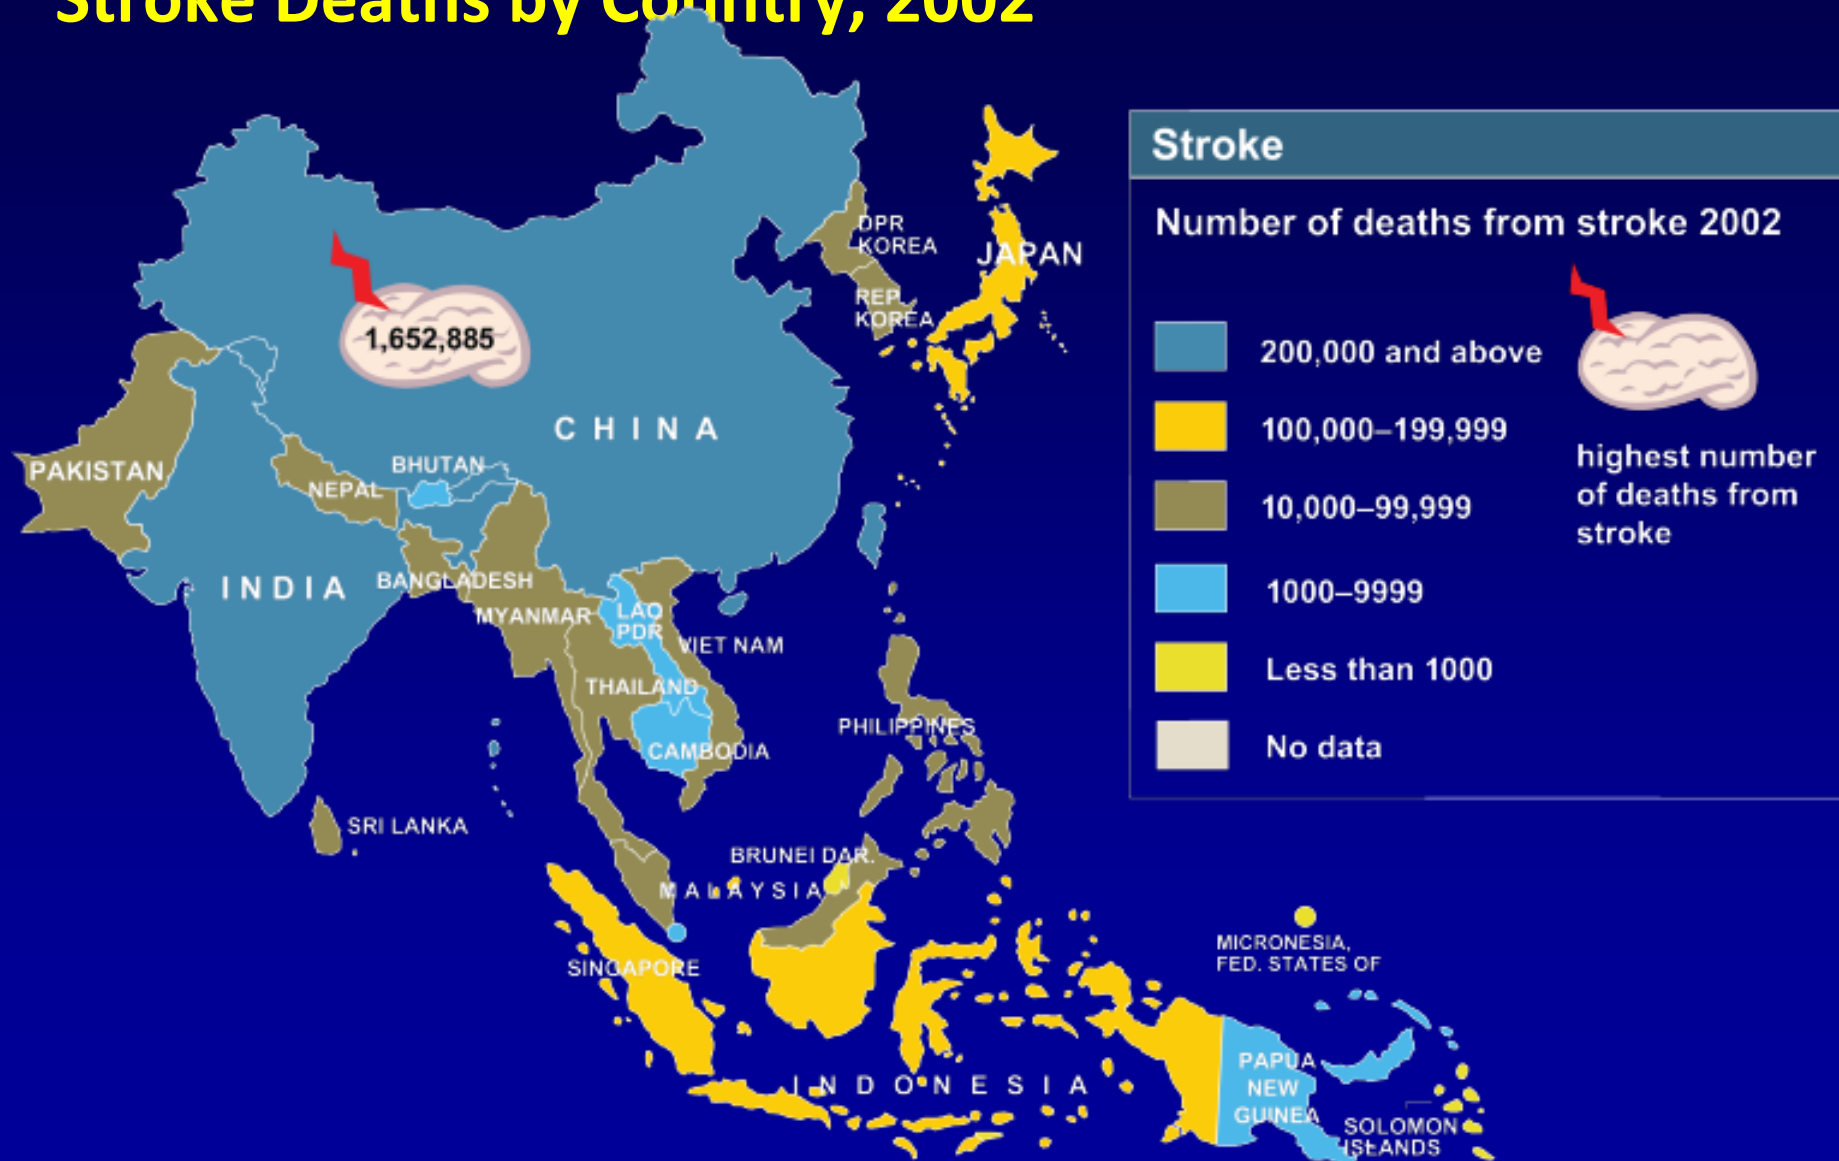 Stroke Deaths by Country, 2002
Stroke
Number of deaths from stroke 2002
200,000 and above
100,000–199,999
10,000–99,999
1000–9999
Less than 1000
No data
highest number
of deaths from
stroke
1,652,885
CHINA
DPR
KOREA
REP.
KOREA
JAPAN
PAKISTAN
NEPAL
BHUTAN
INDIA
BANGLADESH
MYANMAR
LAO
PDR
VIET NAM
THAILAND
CAMBODIA
PHILIPPINES
SRI LANKA
BRUNEI DAR.
MALAYSIA
SINGAPORE
INDONESIA
MICRONESIA,
FED. STATES OF
PAPUA
NEW
GUINEA
SOLOMON
ISLANDS